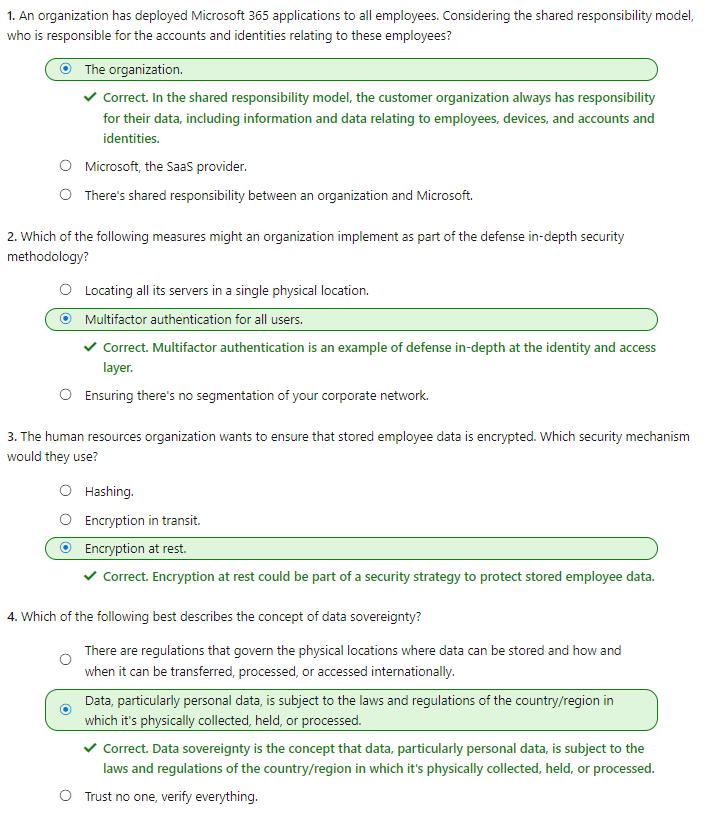 1. An organization has deployed Microsoft 365 applications to all employees. Considering the shared responsibility model,
who is responsible for the accounts and identities relating to these employees?
The organization.
Correct. In the shared responsibility model, the customer organization always has responsibility
for their data, including information and data relating to employees, devices, and accounts and
identities.
Microsoft, the SaaS provider.
There's shared responsibility between an organization and Microsoft.
2. Which of the following measures might an organization implement as part of the defense in-depth security
methodology?
Locating all its servers in a single physical location.
Multifactor authentication for all users.
Correct. Multifactor authentication is an example of defense in-depth at the identity and access
layer.
Ensuring there's no segmentation of your corporate network.
3. The human resources organization wants to ensure that stored employee data is encrypted. Which security mechanism
would they use?
Hashing.
Encryption in transit.
Encryption at rest.
Correct. Encryption at rest could be part of a security strategy to protect stored employee data.
4. Which of the following best describes the concept of data sovereignty?
There are regulations that govern the physical locations where data can be stored and how and
when it can be transferred, processed, or accessed internationally.
Data, particularly personal data, is subject to the laws and regulations of the country/region in
which it's physically collected, held, or processed.
Correct. Data sovereignty is the concept that data, particularly personal data, is subject to the
laws and regulations of the country/region in which it's physically collected, held, or processed.
Trust no one, verify everything.